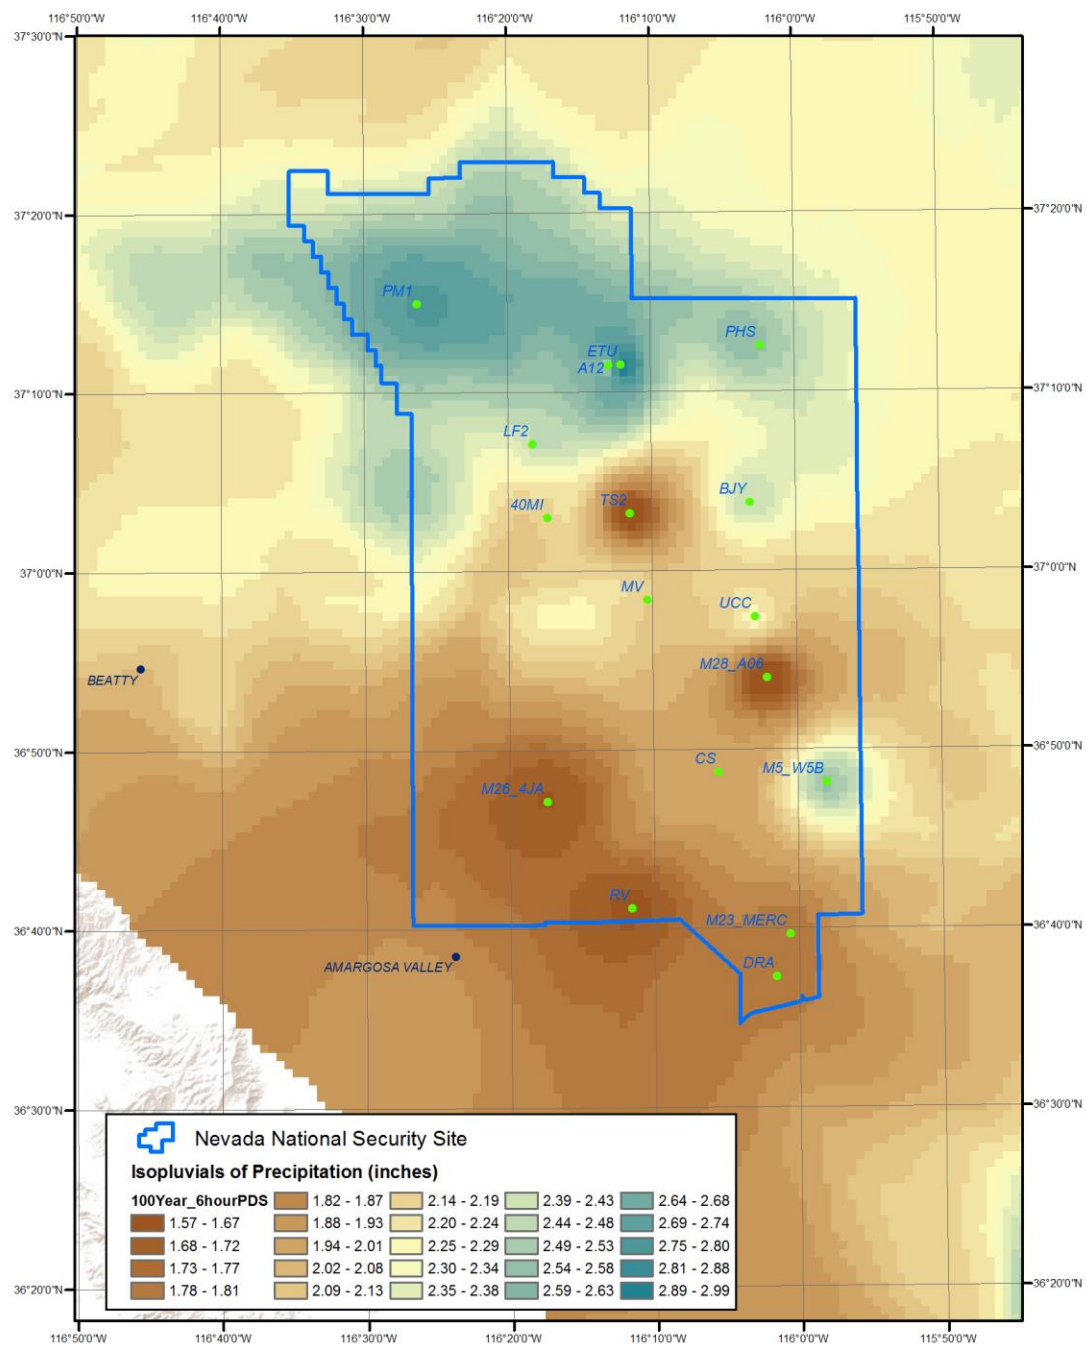 116°50'0"W 116°40'0"W 116°30'0"W 116°20'0"W 116°10'0"W 116°0'0"W 115°50'0"W
37°30'0"N
37°20'0"N 37°20'0"N
PM1
PHS
ETU
A12
37°10'0"N 37°10'0"N
LF2
BJY
TS2
40MI
37°0'0"N 37°0'0"N
MV
UCC
M28_A06
BEATTY
36°50'0"N 36°50'0"N
CS
M5_W5B
M26_4JA
RV
M23_MERC
36°40'0"N 36°40'0"N
DRA
AMARGOSA VALLEY
36°30'0"N 36°30'0"N
Nevada National Security Site
Isopluvials of Precipitation (inches)
100Year_6hourPDS 1.82 - 1.87 2.14 - 2.19 2.39 - 2.43 2.64 - 2.68
1.57 - 1.67 1.88 - 1.93 2.20 - 2.24 2.44 - 2.48 2.69 - 2.74
1.68 - 1.72 1.94 - 2.01 2.25 - 2.29 2.49 - 2.53 2.75 - 2.80
1.73 - 1.77 2.02 - 2.08 2.30 - 2.34 2.54 - 2.58 2.81 - 2.88
1.78 - 1.81 2.09 - 2.13 2.35 - 2.38 2.59 - 2.63 2.89 - 2.99
36°20'0"N 36°20'0"N
116°50'0"W 116°40'0"W 116°30'0"W 116°20'0"W 116°10'0"W 116°0'0"W 115°50'0"W